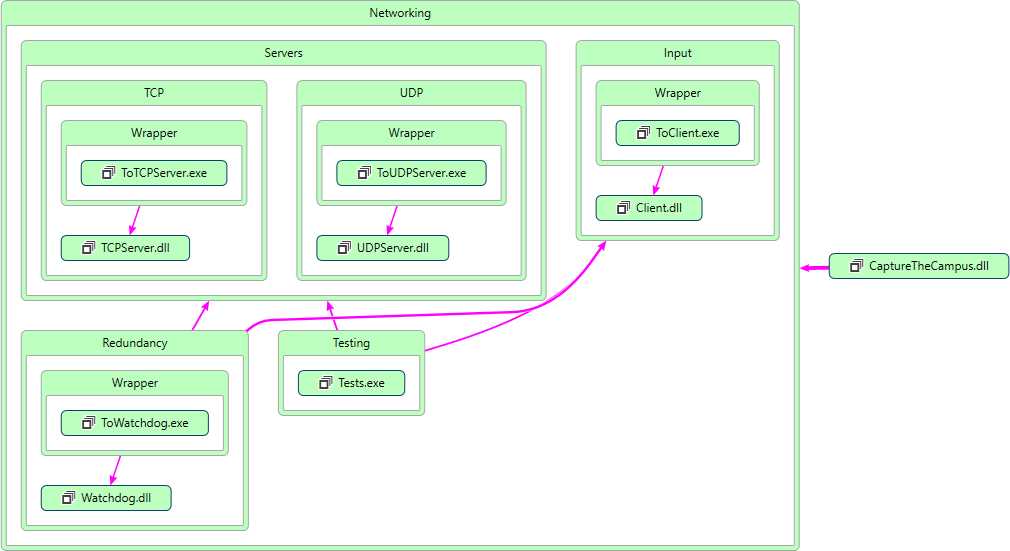 Networking
Servers
Input
TCP
UDP
Wrapper
Wrapper
Wrapper
ToClient.exe
ToTCPServer.exe
ToUDPServer.exe
Client.dll
TCPServer.dll
UDPServer.dll
CaptureTheCampus.dll
Redundancy
Testing
Wrapper
Tests.exe
ToWatchdog.exe
Watchdog.dll